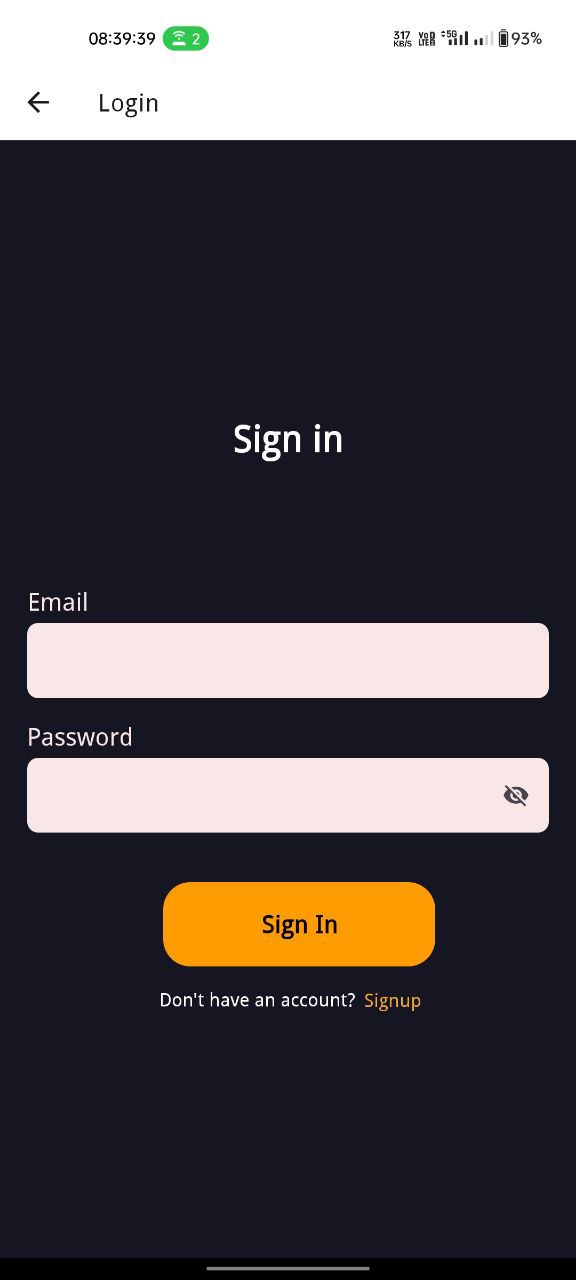 08:39:39 2 317 KB/S VoD LTE 5G 93%
Login
Sign in
Email
Password
Sign In
Don't have an account? Signup